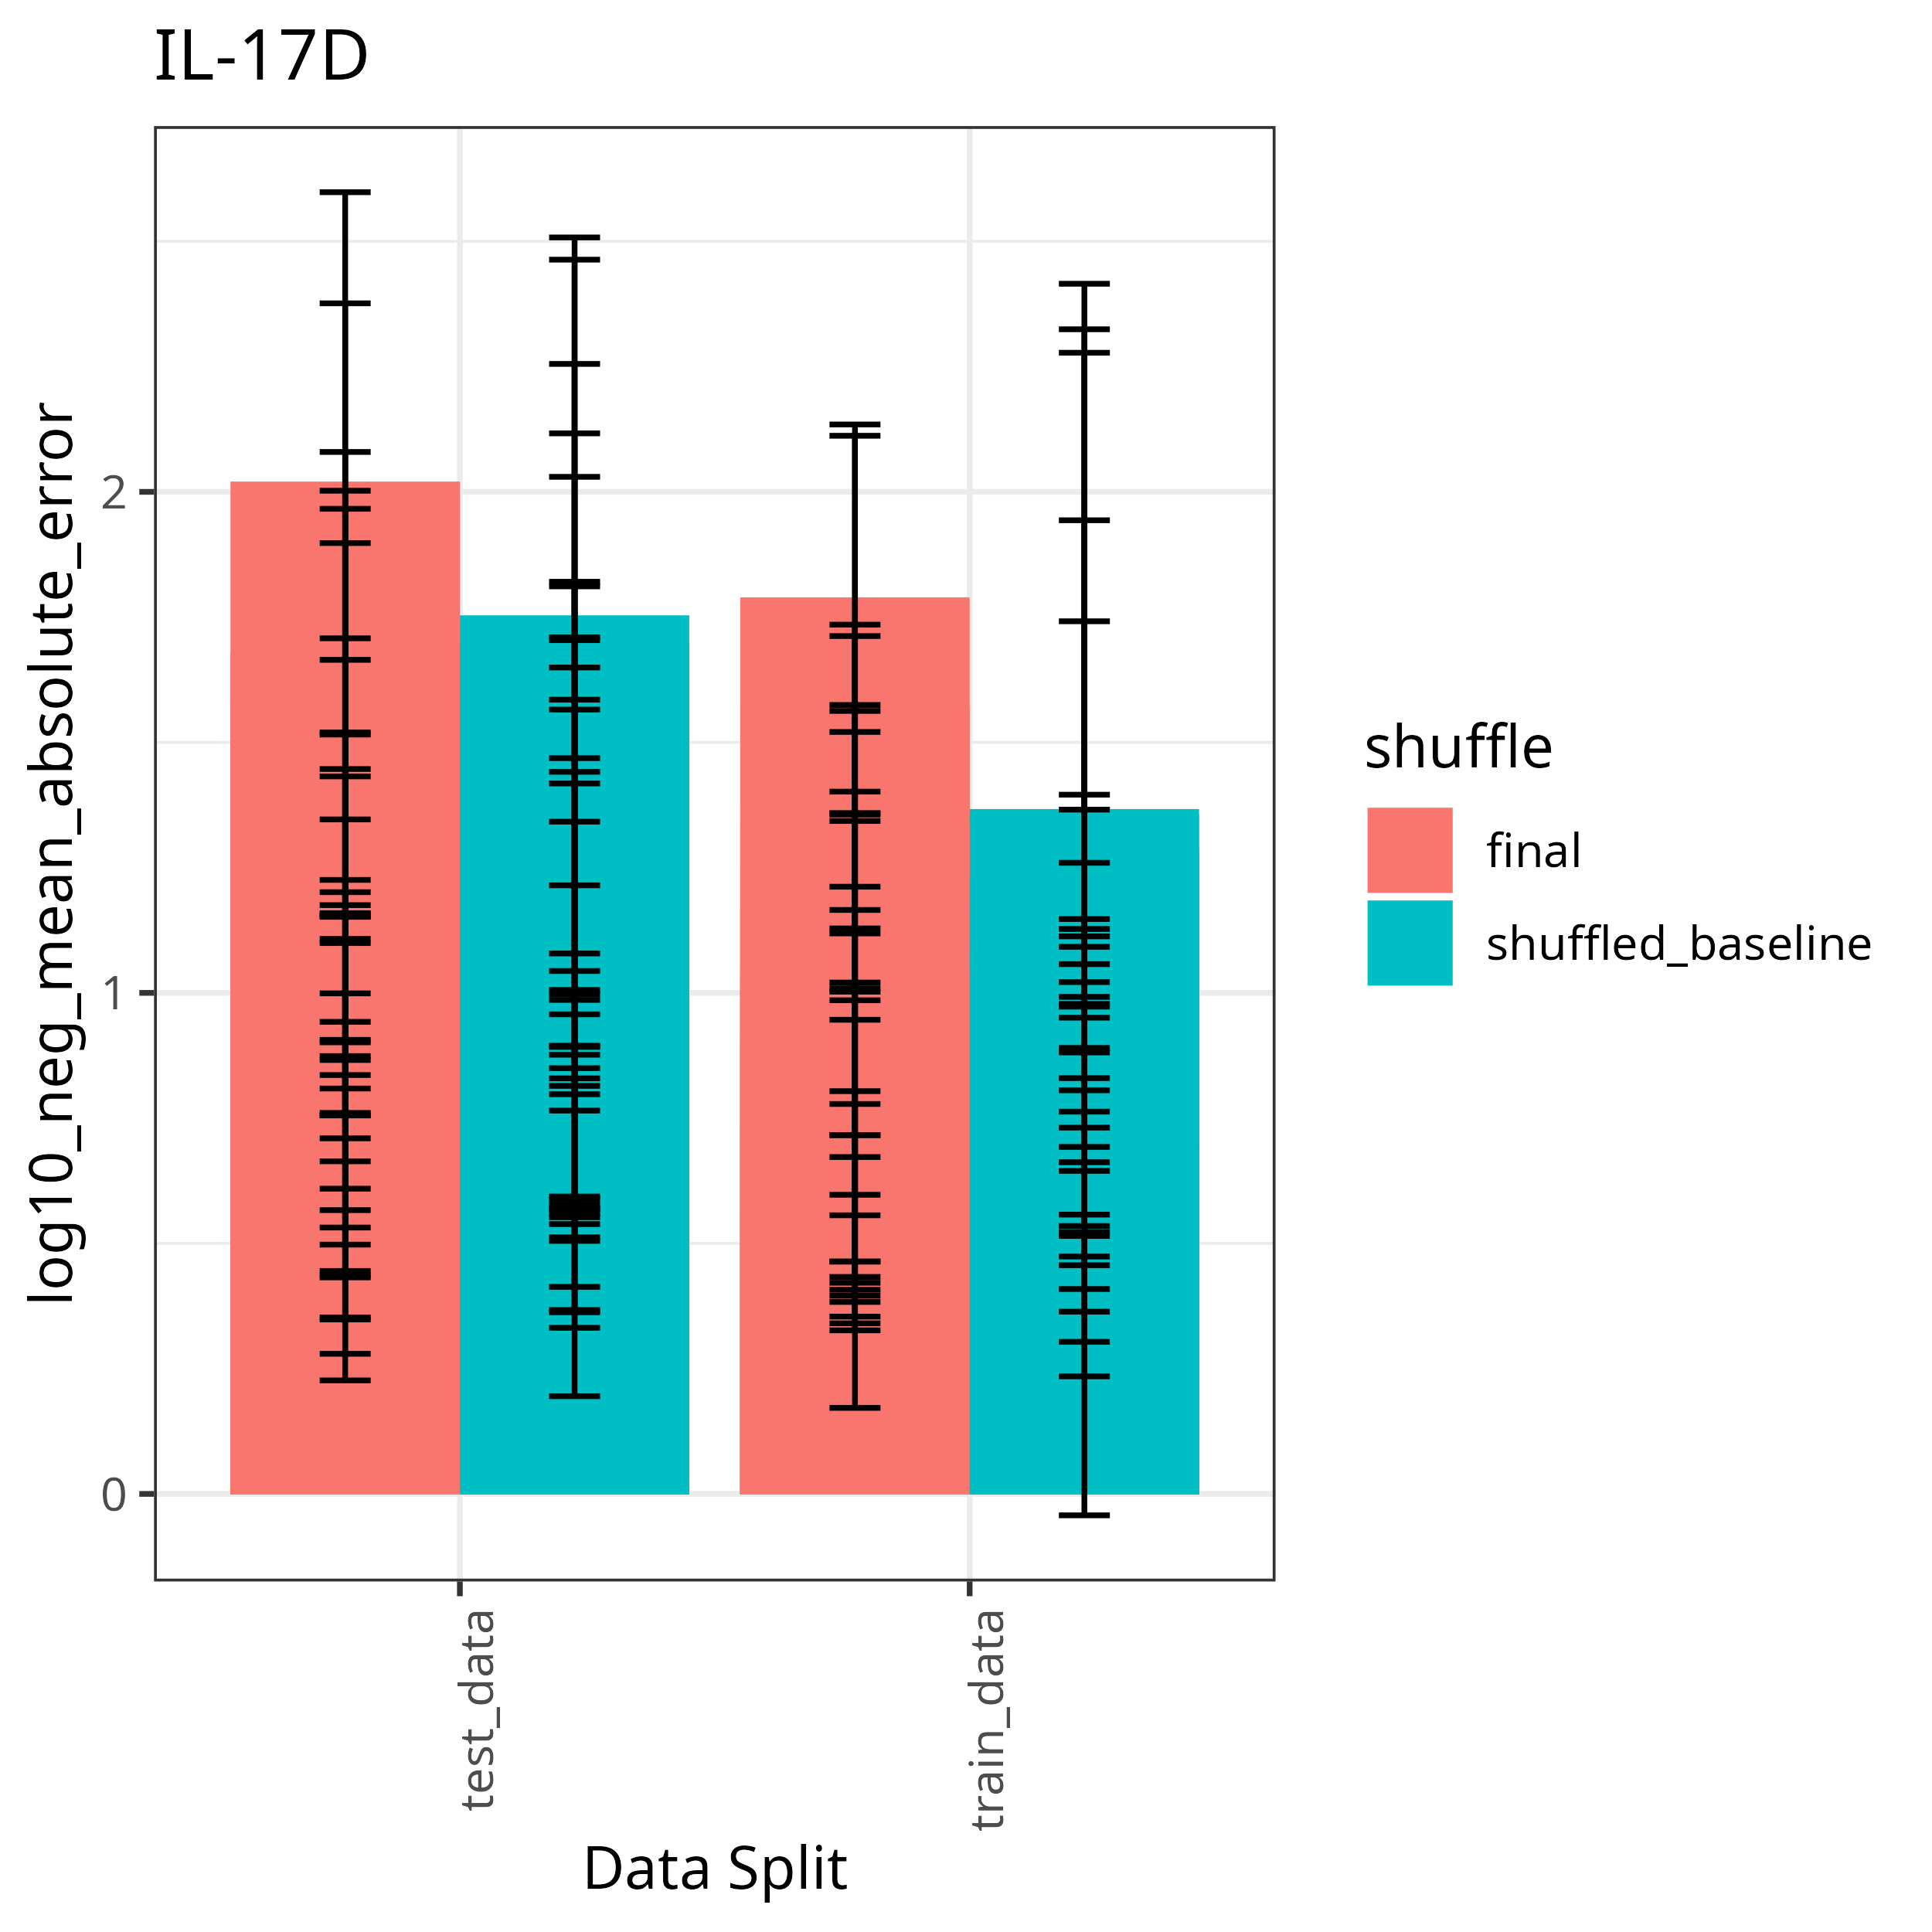 IL-17D
log10_neg_mean_absolute_error
2
1
0
test_data
train_data
Data Split
shuffle
final
shuffled_baseline